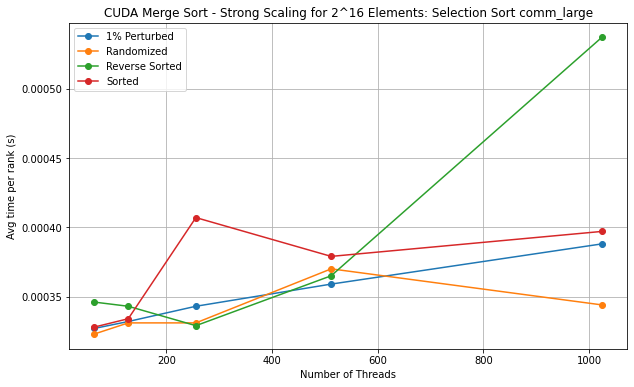 CUDA Merge Sort - Strong Scaling for 2^16 Elements: Selection Sort comm_large
1% Perturbed
Randomized
Reverse Sorted
Sorted
Avg time per rank (s)
0.00050
0.00045
0.00040
0.00035
200
400
600
800
1000
Number of Threads